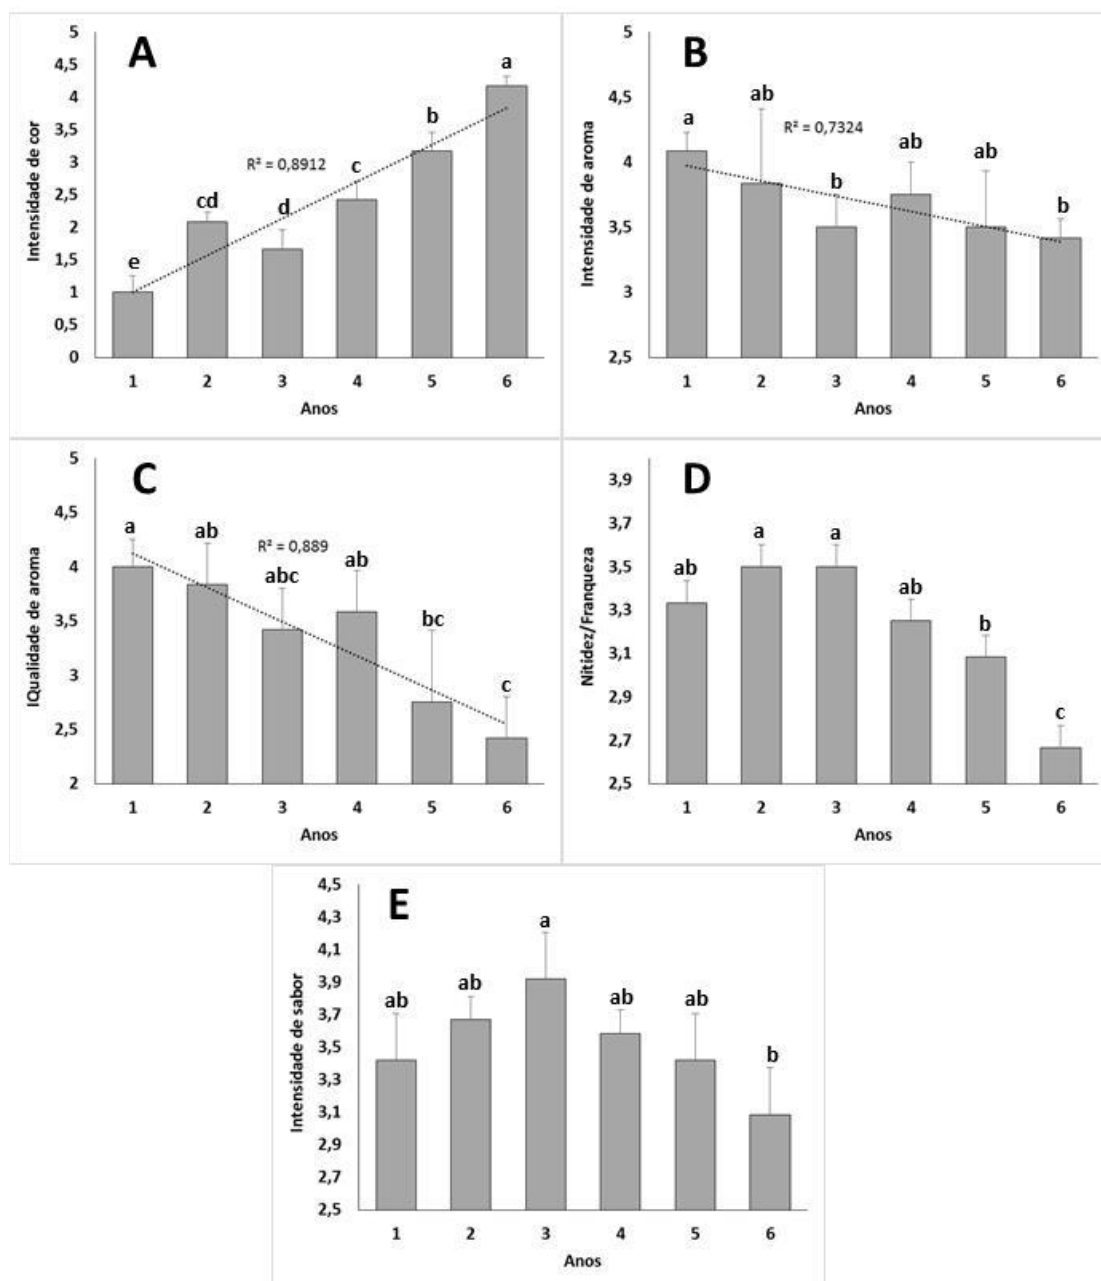 A
Intensidade de cor
5
4,5
4
3,5
3
2,5
2
1,5
1
0,5
0
e
cd
d
c
b
a
R² = 0,8912
1 2 3 4 5 6
Anos
B
Intensidade de aroma
5
4,5
4
3,5
3
2,5
a
ab
b
ab
ab
b
R² = 0,7324
1 2 3 4 5 6
Anos
C
IQualidade de aroma
5
4,5
4
3,5
3
2,5
2
a
ab
abc
ab
bc
c
R² = 0,889
1 2 3 4 5 6
Anos
D
Nitidez/Franqueza
3,9
3,7
3,5
3,3
3,1
2,9
2,7
2,5
ab
a
a
ab
b
c
1 2 3 4 5 6
Anos
E
Intensidade de sabor
4,5
4,3
4,1
3,9
3,7
3,5
3,3
3,1
2,9
2,7
2,5
ab
ab
a
ab
ab
b
1 2 3 4 5 6
Anos